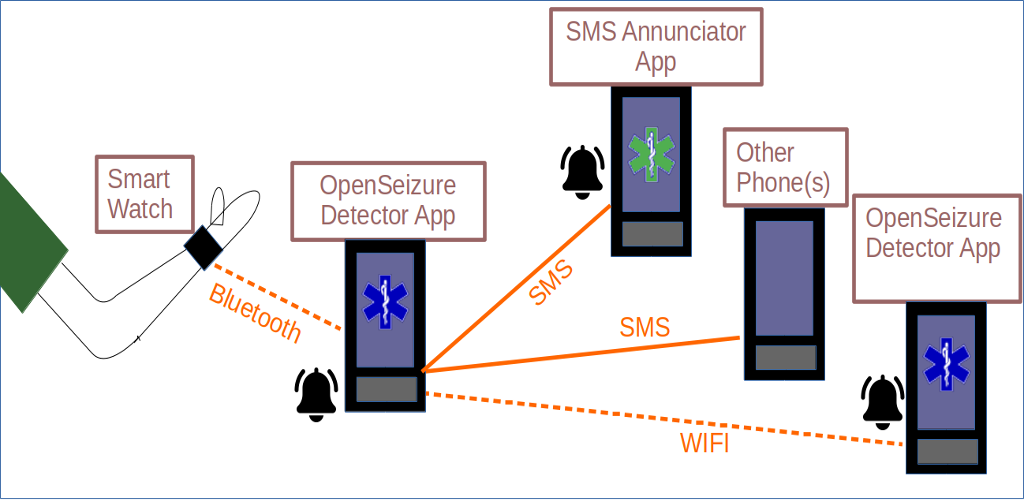 SMS Annunciator
App
Smart
Watch
OpenSeizure
Detector App
Other
Phone(s)
OpenSeizure
Detector App
Bluetooth
SMS
SMS
WIFI